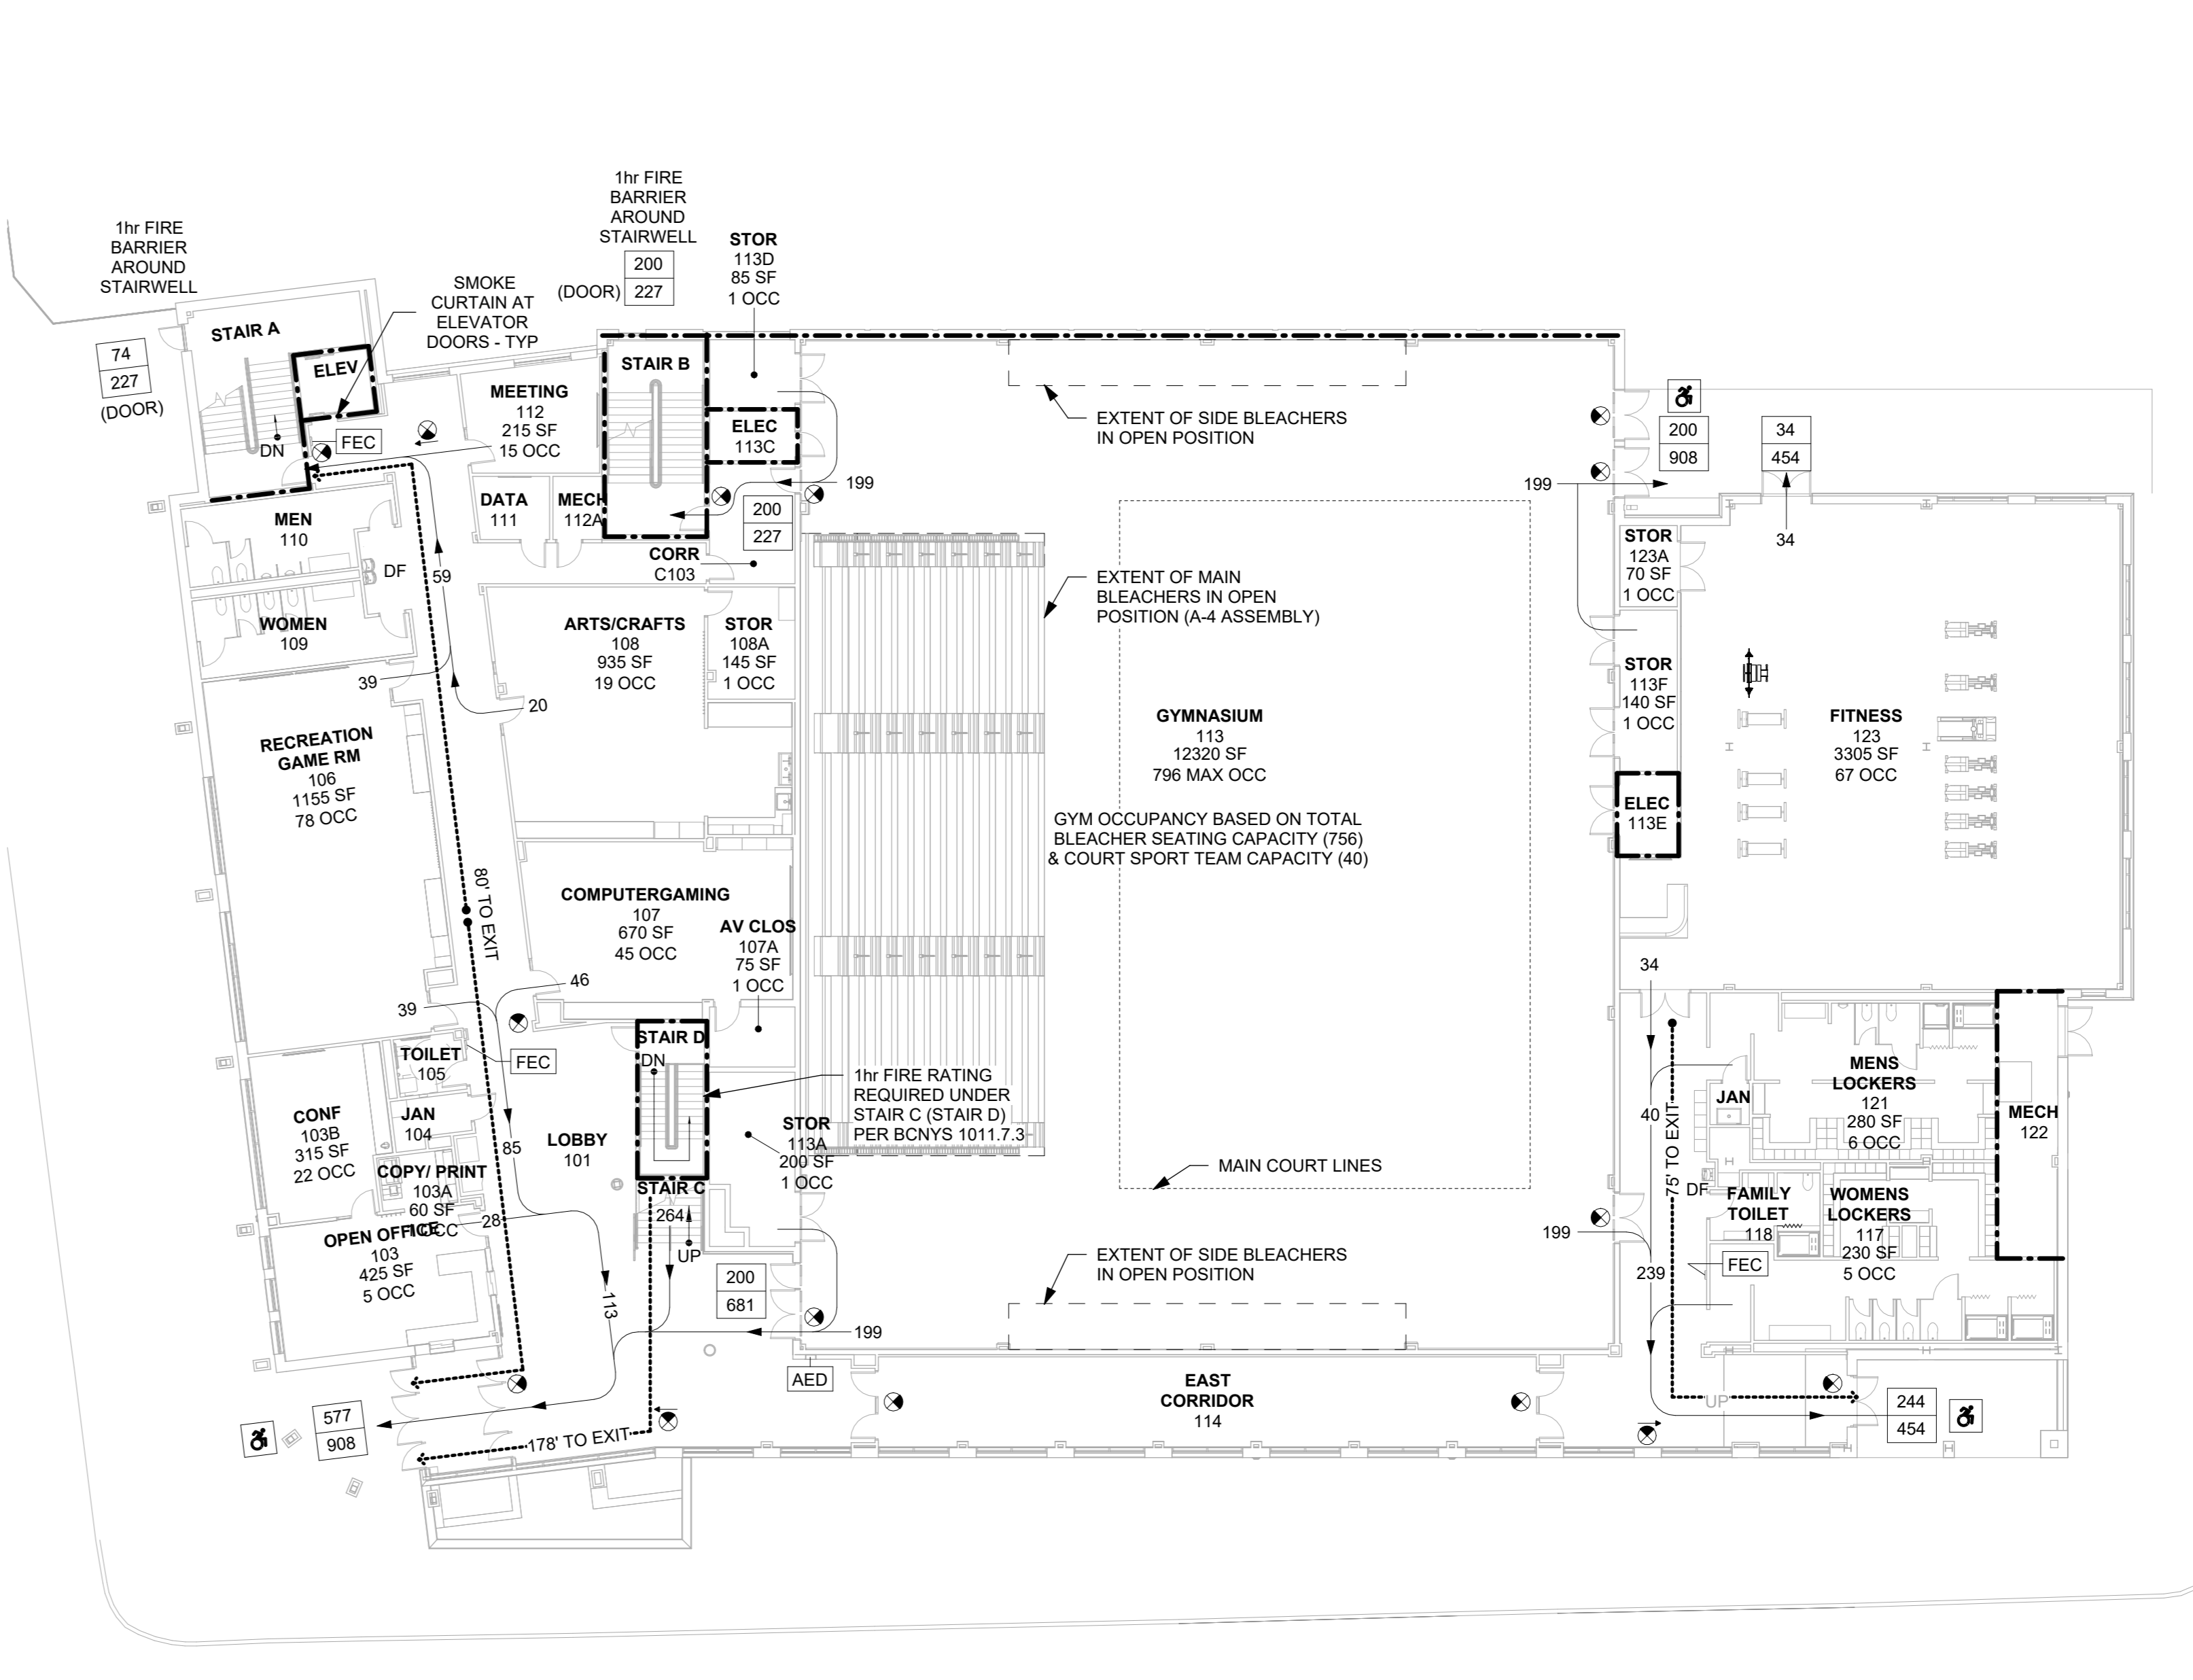 1hr FIRE
BARRIER
AROUND
STAIRWELL
1hr FIRE
BARRIER
AROUND
STAIRWELL
200
(DOOR) 227
STOR
113D
85 SF
1 OCC
SMOKE
CURTAIN AT
ELEVATOR
DOORS - TYP
74
227
(DOOR)
STAIR A
ELEV
DN
FEC
MEETING
112
215 SF
15 OCC
STAIR B
ELEC
113C
EXTENT OF SIDE BLEACHERS
IN OPEN POSITION
200
908
34
454
199
199
34
DATA
111
MECH
112A
200
227
CORR
C103
MEN
110
DF
59
WOMEN
109
EXTENT OF MAIN
BLEACHERS IN OPEN
POSITION (A-4 ASSEMBLY)
STOR
123A
70 SF
1 OCC
ARTS/CRAFTS
108
935 SF
19 OCC
STOR
108A
145 SF
1 OCC
39
20
STOR
113F
140 SF
1 OCC
RECREATION
GAME RM
106
1155 SF
78 OCC
GYMNASIUM
113
12320 SF
796 MAX OCC
GYM OCCUPANCY BASED ON TOTAL
BLEACHER SEATING CAPACITY (756)
& COURT SPORT TEAM CAPACITY (40)
FITNESS
123
3305 SF
67 OCC
ELEC
113E
80' TO EXIT
COMPUTERGAMING
107
670 SF
45 OCC
AV CLOS
107A
75 SF
1 OCC
46
39
34
TOILET
105
FEC
STAIR D
DN
1hr FIRE RATING
REQUIRED UNDER
STAIR C (STAIR D)
PER BCNYS 1011.7.3
CONF
103B
315 SF
22 OCC
JAN
104
85
LOBBY
101
STOR
113A
200 SF
1 OCC
40
75' TO EXIT
JAN
MENS
LOCKERS
121
280 SF
6 OCC
MECH
122
COPY/ PRINT
103A
60 SF
1 OCC
28
OPEN OFFICE
103
425 SF
5 OCC
STAIR C
264
UP
MAIN COURT LINES
DF
FAMILY
TOILET
118
WOMENS
LOCKERS
117
230 SF
5 OCC
199
239
FEC
EXTENT OF SIDE BLEACHERS
IN OPEN POSITION
200
681
113
199
AED
EAST
CORRIDOR
114
UP
244
454
577
908
178' TO EXIT